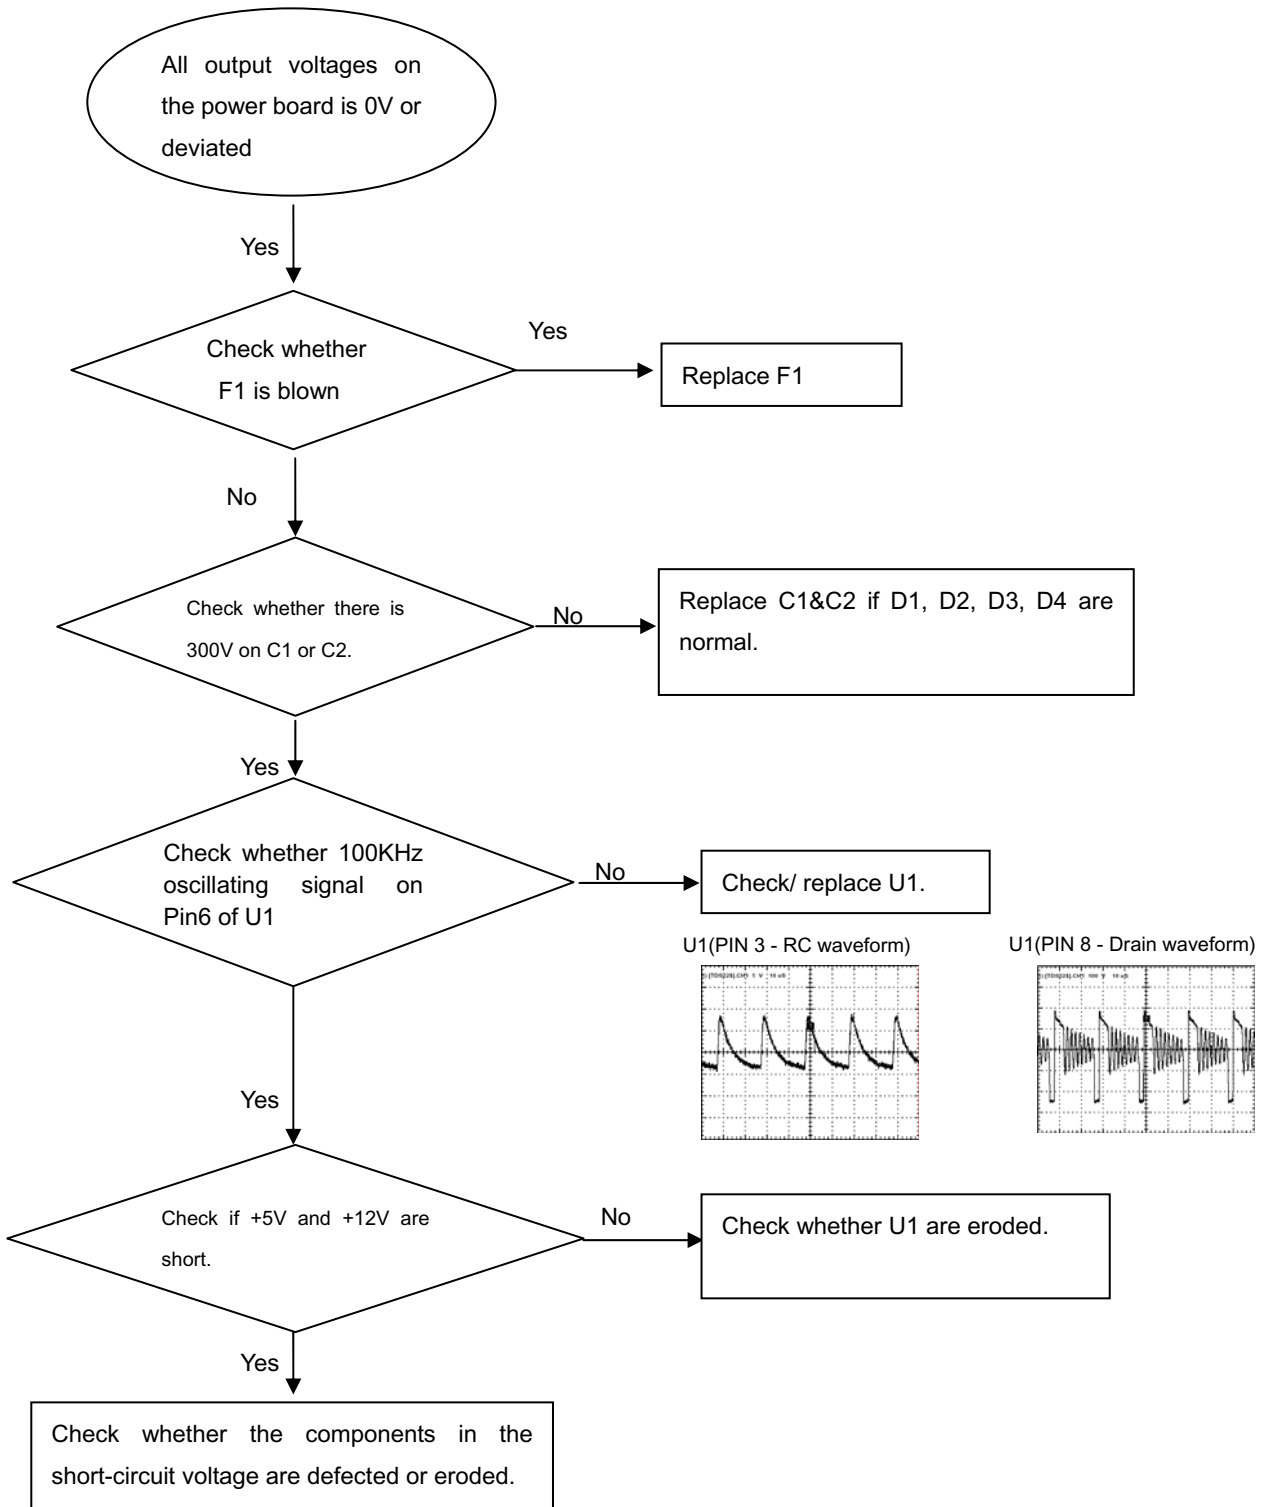 All output voltages on
the power board is 0V or
deviated
Yes
Check whether
F1 is blown
Yes
Replace F1
No
Check whether there is
300V on C1 or C2.
No
Replace C1&C2 if D1, D2, D3, D4 are
normal.
Yes
Check whether 100KHz
oscillating signal on
Pin6 of U1
No
Check/ replace U1.
U1(PIN 3 - RC waveform)
U1(PIN 8 - Drain waveform)
Yes
Check if +5V and +12V are
short.
No
Check whether U1 are eroded.
Yes
Check whether the components in the
short-circuit voltage are defected or eroded.